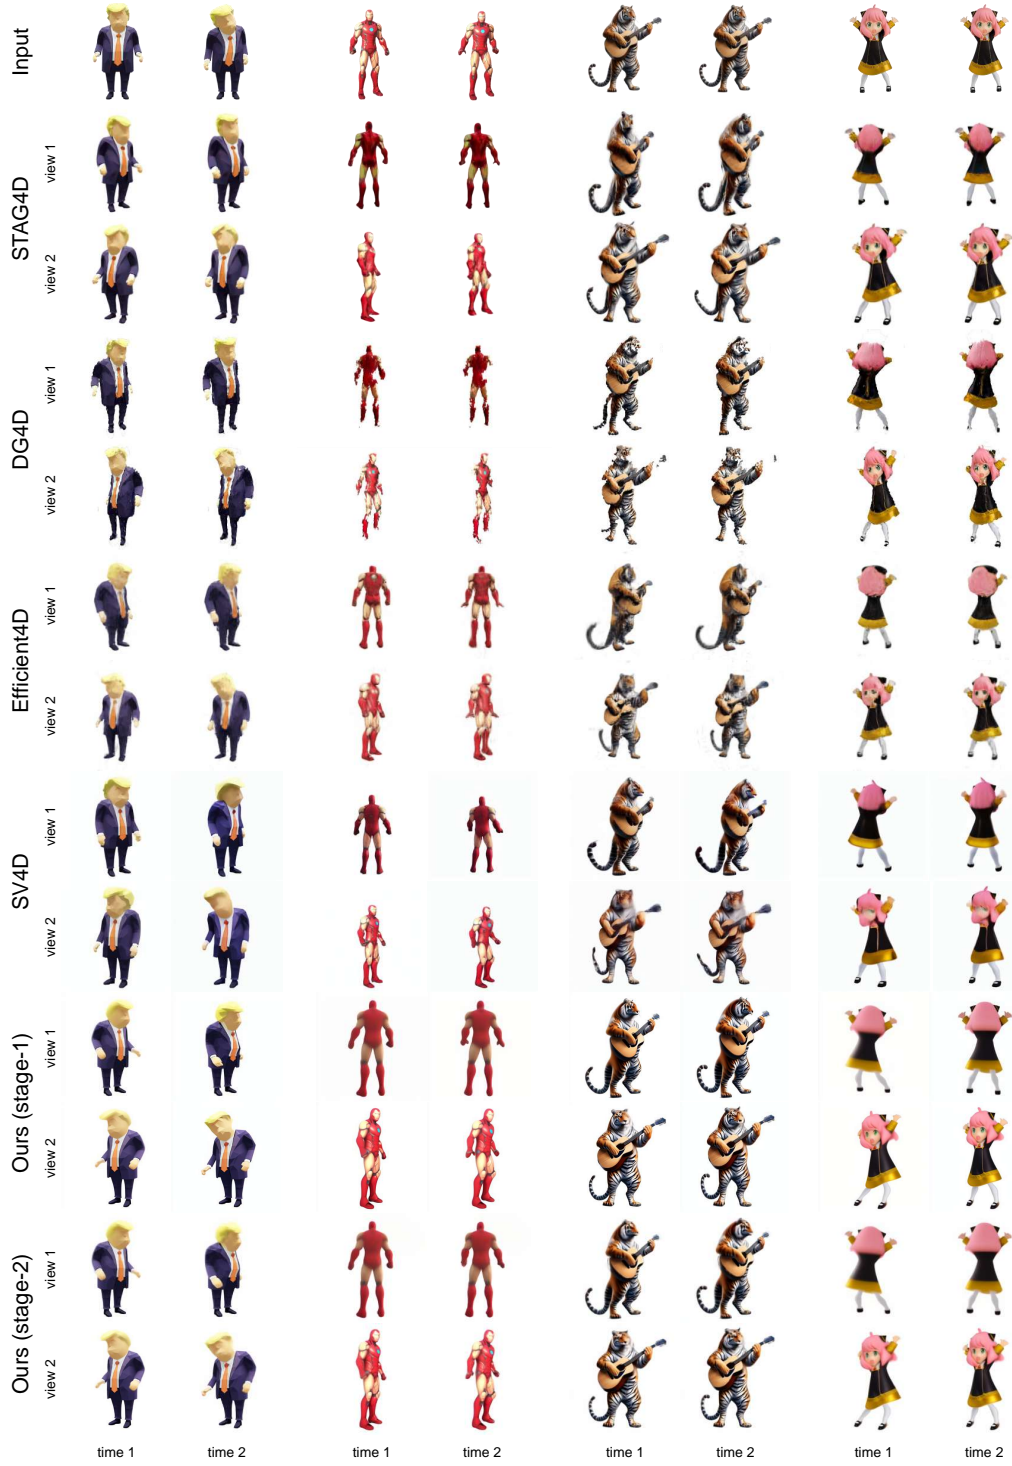 Input
STAG4D
view 1
view 2
DG4D
view 1
view 2
Efficient4D
view 1
view 2
SV4D
view 1
view 2
Ours (stage-1)
view 1
view 2
Ours (stage-2)
view 1
view 2
time 1 time 2 time 1 time 2 time 1 time 2 time 1 time 2